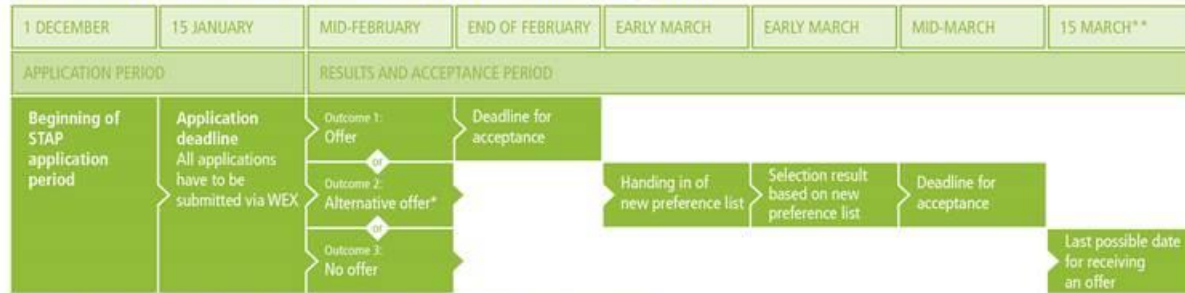 1 DECEMBER
15 JANUARY
MID-FEBRUARY
END OF FEBRUARY
EARLY MARCH
EARLY MARCH
MID-MARCH
15 MARCH**
APPLICATION PERIOD
RESULTS AND ACCEPTANCE PERIOD
Beginning of
STAP
application
period
Application
deadline
All applications
have to be
submitted via WEX
Outcome 1:
Offer
Deadline for
acceptance
or
Outcome 2:
Alternative offer*
Handing in of
new preference list
Selection result
based on new
preference list
Deadline for
acceptance
or
Outcome 3:
No offer
Last possible date
for receiving
an offer